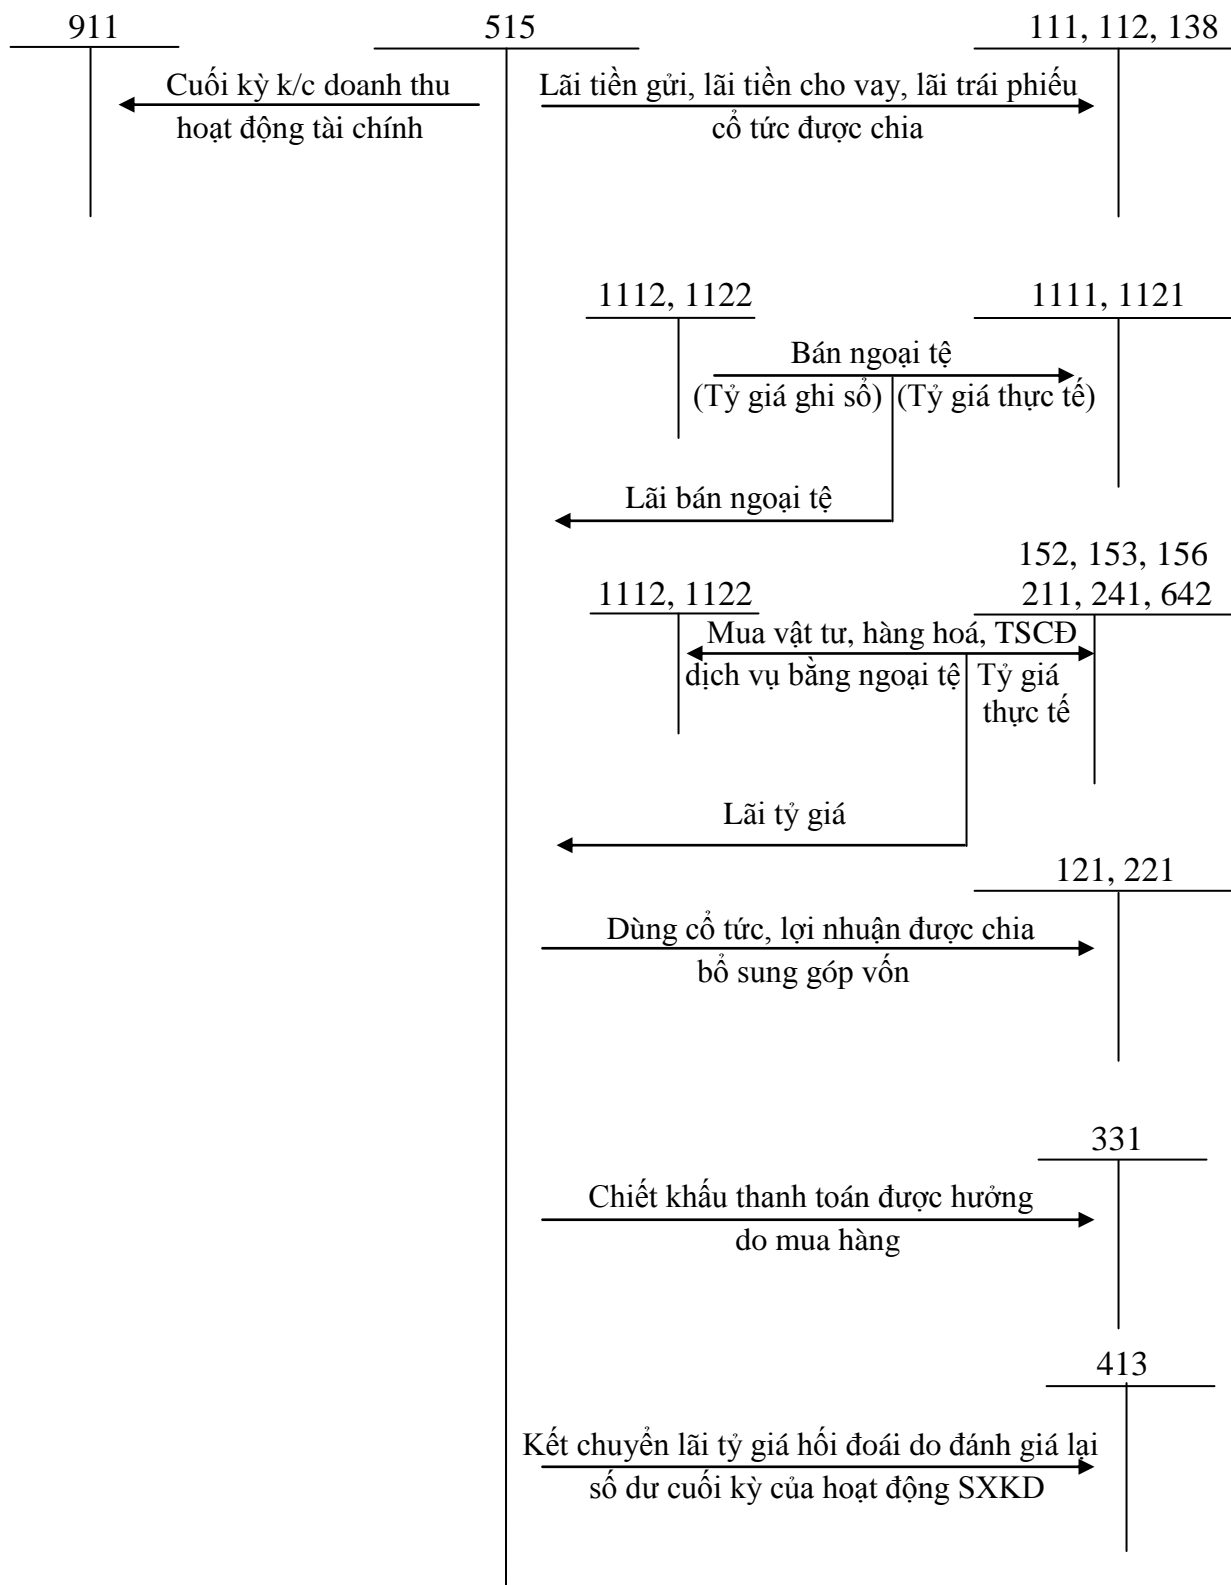 911
515
111, 112, 138
Cuối kỳ k/c doanh thu
hoạt động tài chính
Lãi tiền gửi, lãi tiền cho vay, lãi trái phiếu
cổ tức được chia
1112, 1122
1111, 1121
Bán ngoại tệ
(Tỷ giá ghi sổ)
(Tỷ giá thực tế)
Lãi bán ngoại tệ
152, 153, 156
1112, 1122
211, 241, 642
Mua vật tư, hàng hoá, TSCĐ
dịch vụ bằng ngoại tệ
Tỷ giá
thực tế
Lãi tỷ giá
121, 221
Dùng cổ tức, lợi nhuận được chia
bổ sung góp vốn
331
Chiết khấu thanh toán được hưởng
do mua hàng
413
Kết chuyển lãi tỷ giá hối đoái do đánh giá lại
số dư cuối kỳ của hoạt động SXKD